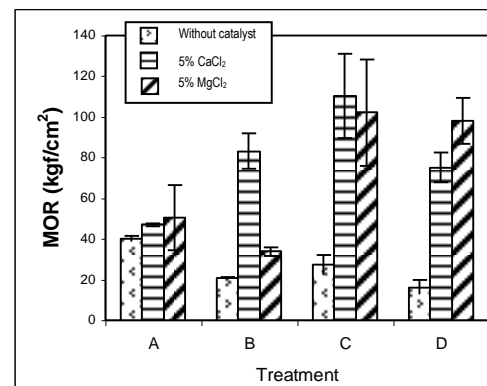 Without catalyst
5% CaCl₂
5% MgCl₂
MOR (kgf/cm²)
140
120
100
80
60
40
20
0
A B C D
Treatment